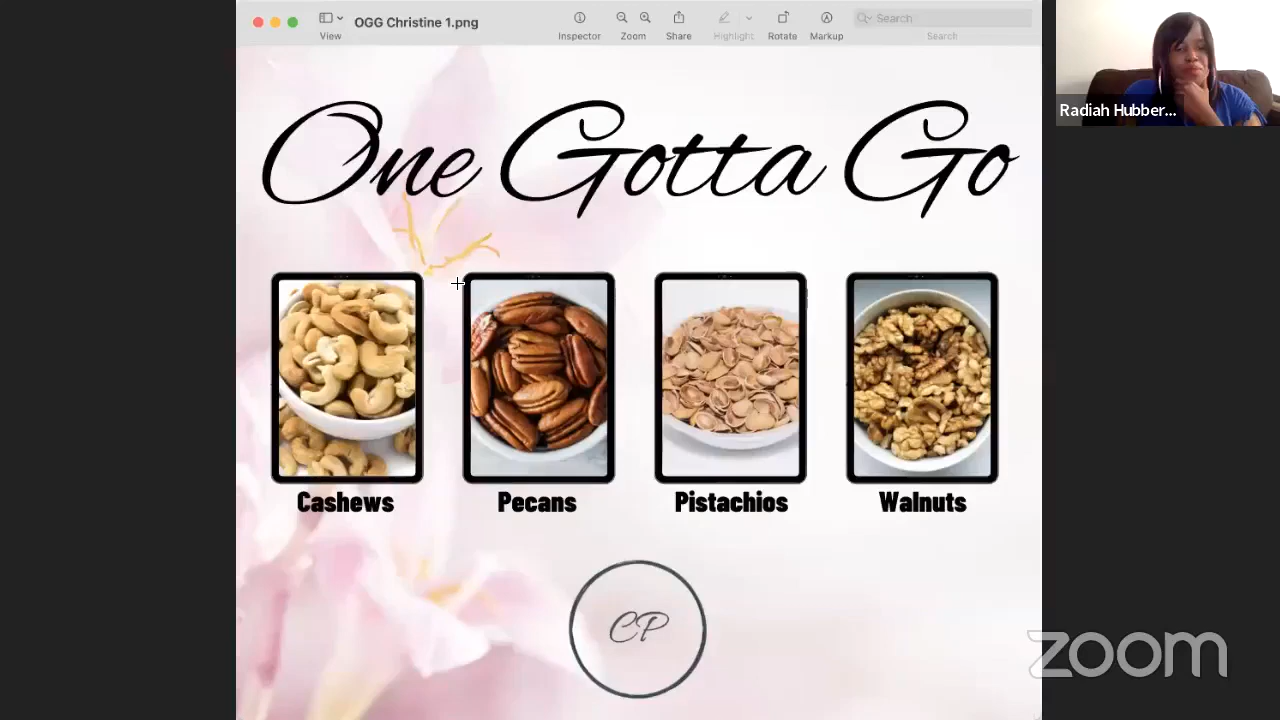 OGG Christine 1.png
View
Inspector
Zoom
Share
Highlight
Rotate
Markup
Search
Search
Radiah Hubber...
One Gotta Go
Cashews
Pecans
Pistachios
Walnuts
CP
zoom